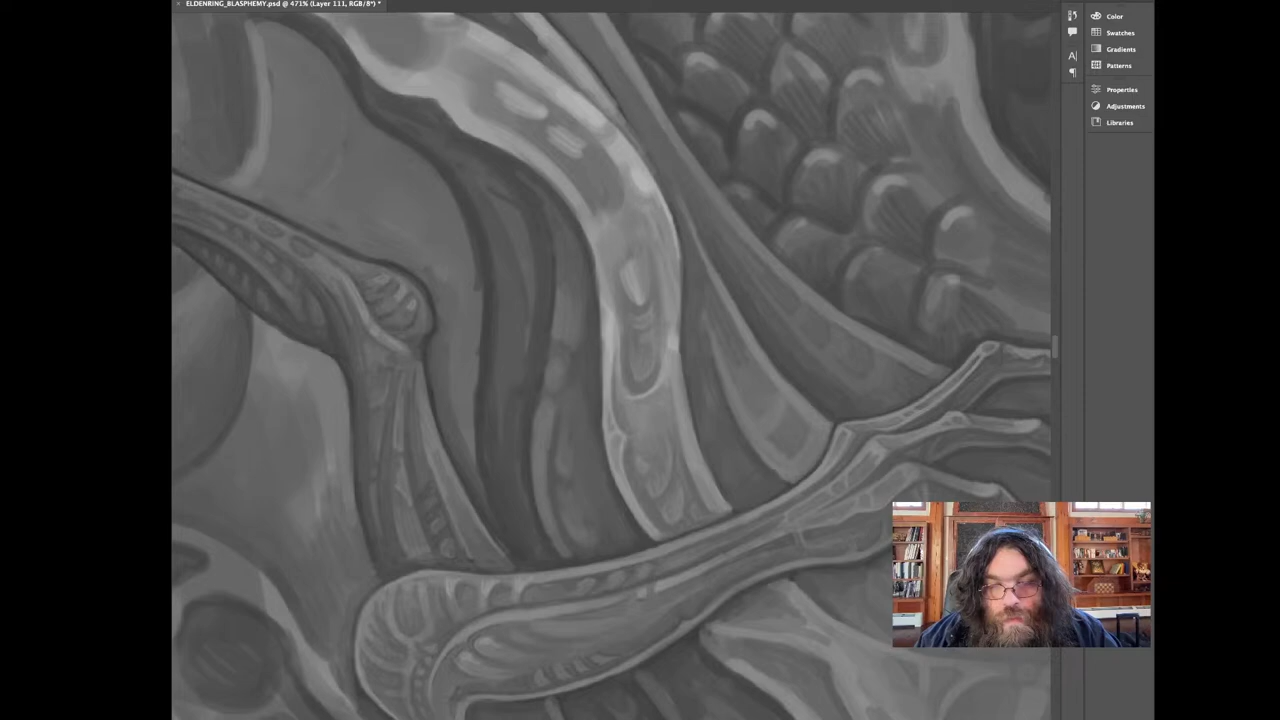 × ELDENRING_BLASPHEMY.psd @ 471% (Layer 111, RGB/8*) *
Color
Swatches
Gradients
Patterns
Properties
Adjustments
Libraries